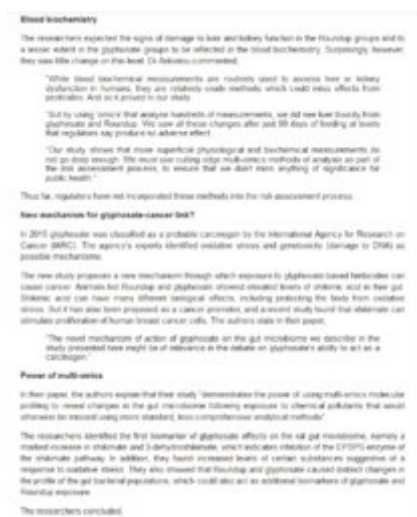 Blood biochemistry
The researchers expected the signs of damage to liver and kidney function in the Roundup groups and to
a lesser extent in the glyphosate groups to be reflected in the blood biochemistry. Surprisingly, however,
they saw little change on this level. Dr Antoniou commented,
"While blood biochemical measurements are routinely used to assess liver or kidney
dysfunction in humans, they are relatively crude methods which could miss effects from
pesticides. And so it proved in our study.
"But by using 'omics' that analyse hundreds of measurements, we did see liver toxicity from
glyphosate and Roundup. We saw all these changes after just 90 days of feeding at levels
that regulators say produce no adverse effect.
"Our study shows that more superficial physiological and biochemical measurements do
not go deep enough. We must use cutting edge multi-omics methods of analysis as part of
the risk assessment process, to ensure that we don't miss anything of significance for
public health."
Thus far, regulators have not incorporated these methods into the risk assessment process.
New mechanism for glyphosate-cancer link?
In 2015 glyphosate was classified as a probable carcinogen by the International Agency for Research on
Cancer (IARC). The agency's experts identified oxidative stress and genotoxicity (damage to DNA) as
possible mechanisms.
The new study proposes a new mechanism through which exposure to glyphosate-based herbicides can
cause cancer. Animals fed Roundup and glyphosate showed elevated levels of shikimic acid in their gut.
Shikimic acid can have many different biological effects, including protecting the body from oxidative
stress. But it has also been proposed as a cancer promoter, and a recent study found that shikimate can
stimulate proliferation of human breast cancer cells. The authors state in their paper,
"The novel mechanism of action of glyphosate on the gut microbiome we describe in the
study presented here might be of relevance in the debate on glyphosate's ability to act as a
carcinogen."
Power of multi-omics
In their paper, the authors explain that their study "demonstrates the power of using multi-omics molecular
profiling to reveal changes in the gut microbiome following exposure to chemical pollutants that would
otherwise be missed using more standard, less comprehensive analytical methods".
The researchers identified the first biomarker of glyphosate effects on the rat gut microbiome, namely a
marked increase in shikimate and 3-dehydroshikimate, which indicates inhibition of the EPSPS enzyme of
the shikimate pathway. In addition, they found increased levels of certain substances suggestive of a
response to oxidative stress. They also showed that Roundup and glyphosate caused distinct changes in
the profile of the gut bacterial populations, which could also act as additional biomarkers of glyphosate and
Roundup exposure.
The researchers concluded,